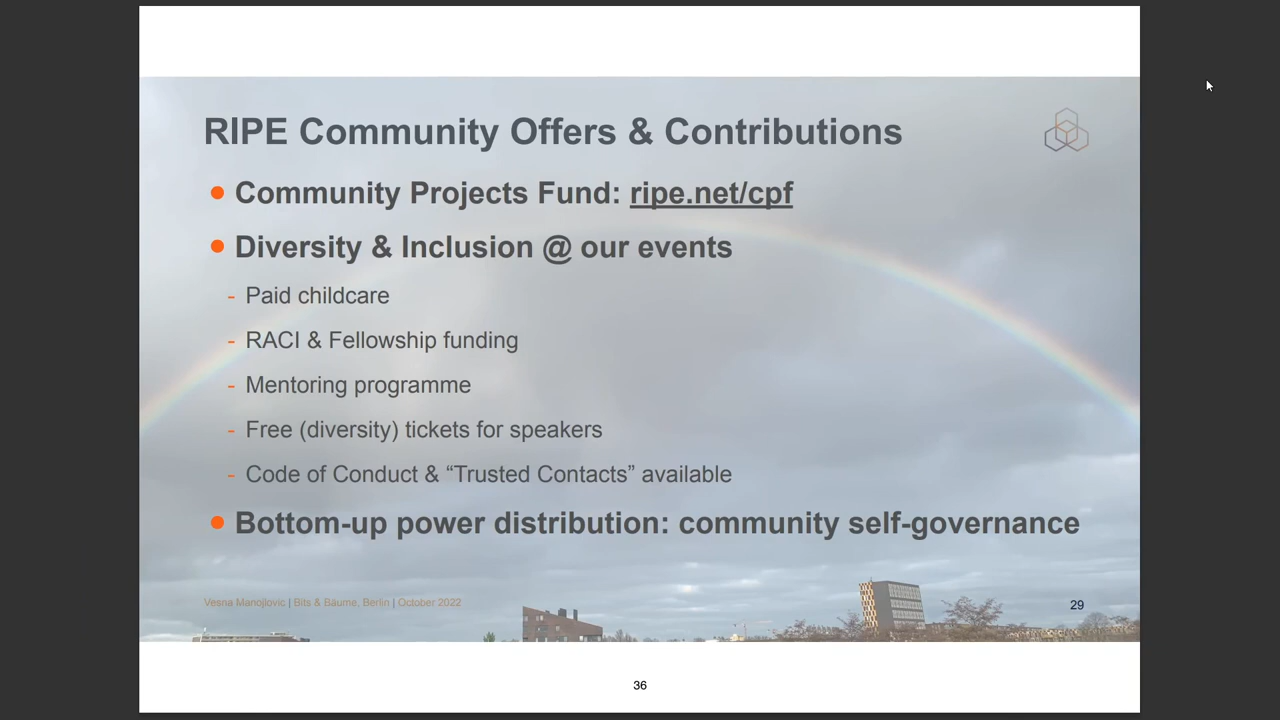 RIPE Community Offers & Contributions
Community Projects Fund: ripe.net/cpf
Diversity & Inclusion @ our events
- Paid childcare
- RACI & Fellowship funding
- Mentoring programme
- Free (diversity) tickets for speakers
- Code of Conduct & “Trusted Contacts” available
Bottom-up power distribution: community self-governance
Vesna Manojlovic | Bits & Bäume, Berlin | October 2022
29
36